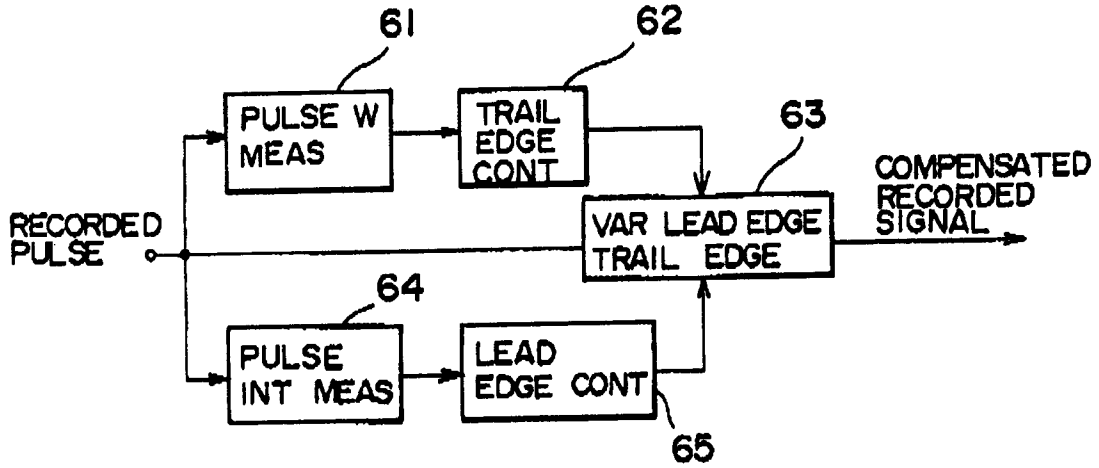 61
62
PULSE W
MEAS
TRAIL
EDGE
CONT
63
COMPENSATED
RECORDED
SIGNAL
RECORDED
PULSE
VAR LEAD EDGE
TRAIL EDGE
64
PULSE
INT MEAS
LEAD
EDGE CONT
65